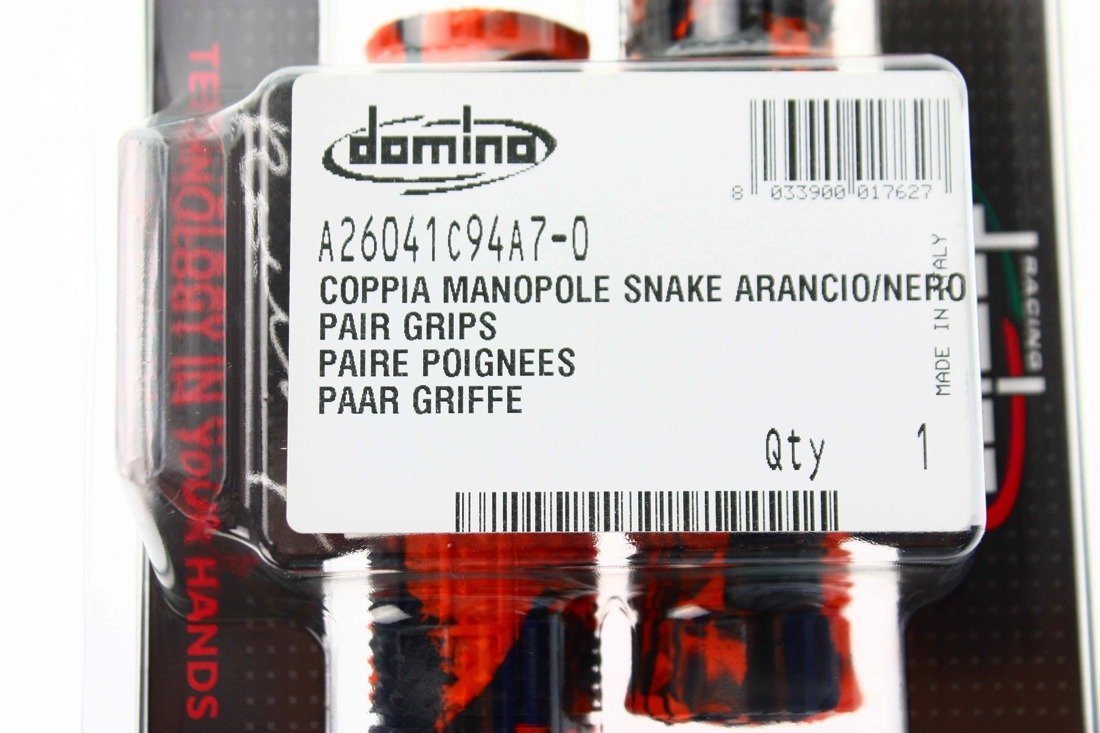 domino
8 033900 017627
A26041C94A7-0
COPPIA MANOPOLE SNAKE ARANCIO/NERO
PAIR GRIPS
PAIRE POIGNEES
PAAR GRIFFE
MADE IN ITALY
Qty 1
TECHNOLOGY IN YOUR HANDS
RACING